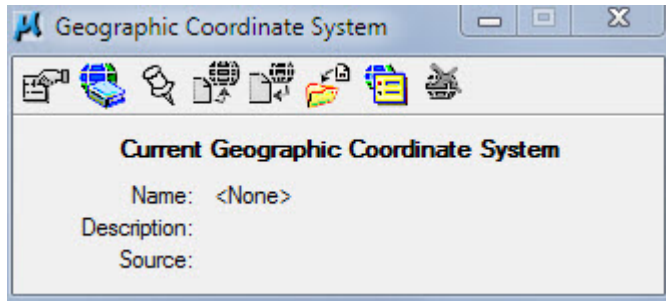 Geographic Coordinate System
Current Geographic Coordinate System
Name: <None>
Description:
Source: